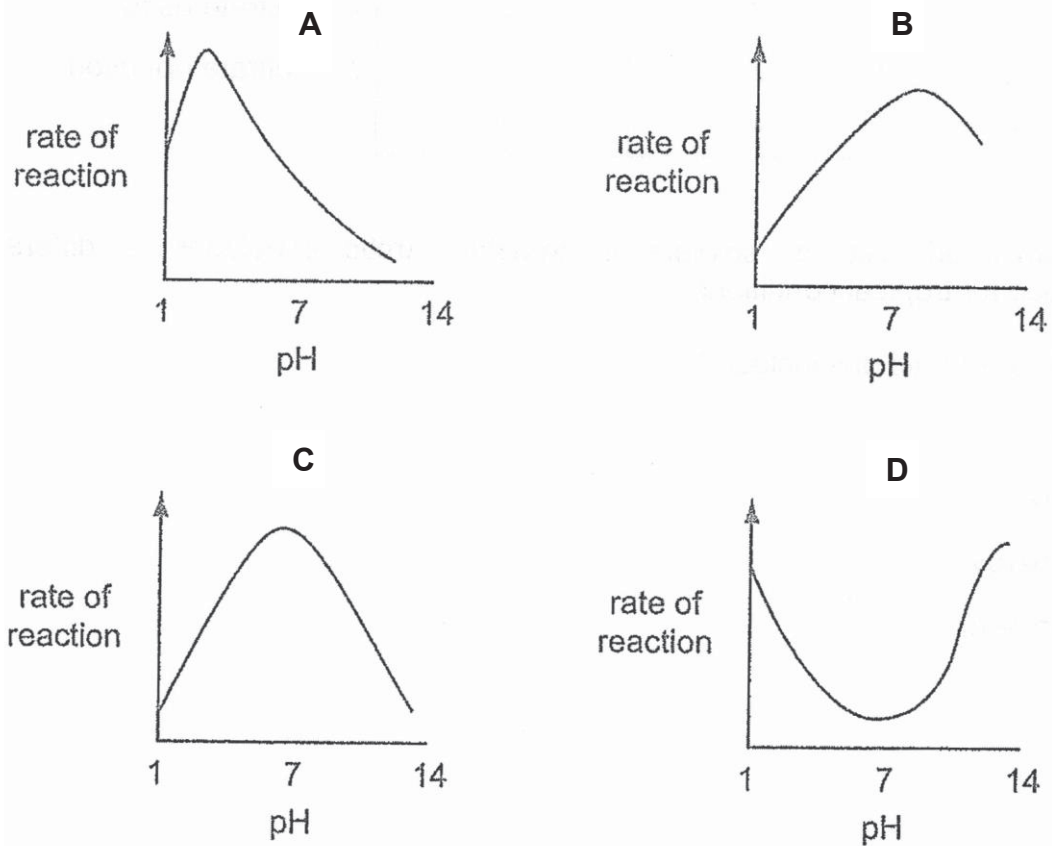 A
B
rate of
reaction
rate of
reaction
1 7 14
1 7 14
pH
pH
C
D
rate of
reaction
rate of
reaction
1 7 14
1 7 14
pH
pH